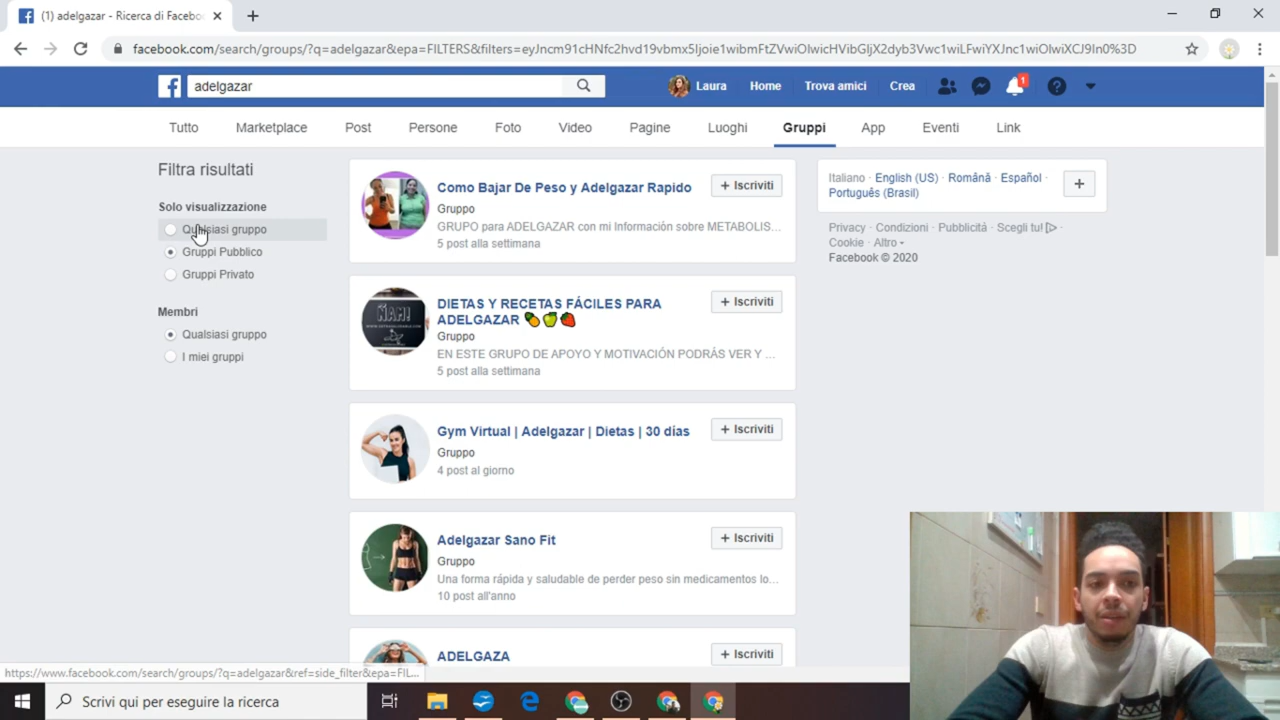 (1) adelgazar - Ricerca di Facebo
facebook.com/search/groups/?q=adelgazar&epa=FILTERS&filters=eyJncm91cHNfc2hvd19vbmx5Ijoie1wibmFtZVwiOlwicHVibGljX2dyb3Vwc1wiLFwiYXJnc1wiOlwiXCJ9In0%3D
adelgazar
Laura
Home
Trova amici
Crea
1
Tutto
Marketplace
Post
Persone
Foto
Video
Pagine
Luoghi
Gruppi
App
Eventi
Link
Filtra risultati
Solo visualizzazione
Qualsiasi gruppo
Gruppi Pubblico
Gruppi Privato
Membri
Qualsiasi gruppo
I miei gruppi
Como Bajar De Peso y Adelgazar Rapido
+ Iscriviti
Gruppo
GRUPO para ADELGAZAR con mi Información sobre METABOLIS...
5 post alla settimana
DIETAS Y RECETAS FÁCILES PARA
ADELGAZAR 🍍🍏🍓
+ Iscriviti
Gruppo
EN ESTE GRUPO DE APOYO Y MOTIVACIÓN PODRÁS VER Y ...
5 post alla settimana
ÑAM!
Gym Virtual | Adelgazar | Dietas | 30 días
+ Iscriviti
Gruppo
4 post al giorno
Adelgazar Sano Fit
+ Iscriviti
Gruppo
Una forma rápida y saludable de perder peso sin medicamentos lo...
10 post all'anno
ADELGAZA
+ Iscriviti
Italiano · English (US) · Română · Español ·
Português (Brasil)
Privacy · Condizioni · Pubblicità · Scegli tu! ·
Cookie · Altro
Facebook © 2020
https://www.facebook.com/search/groups/?q=adelgazar&ref=side_filter&epa=FIL...
Scrivi qui per eseguire la ricerca